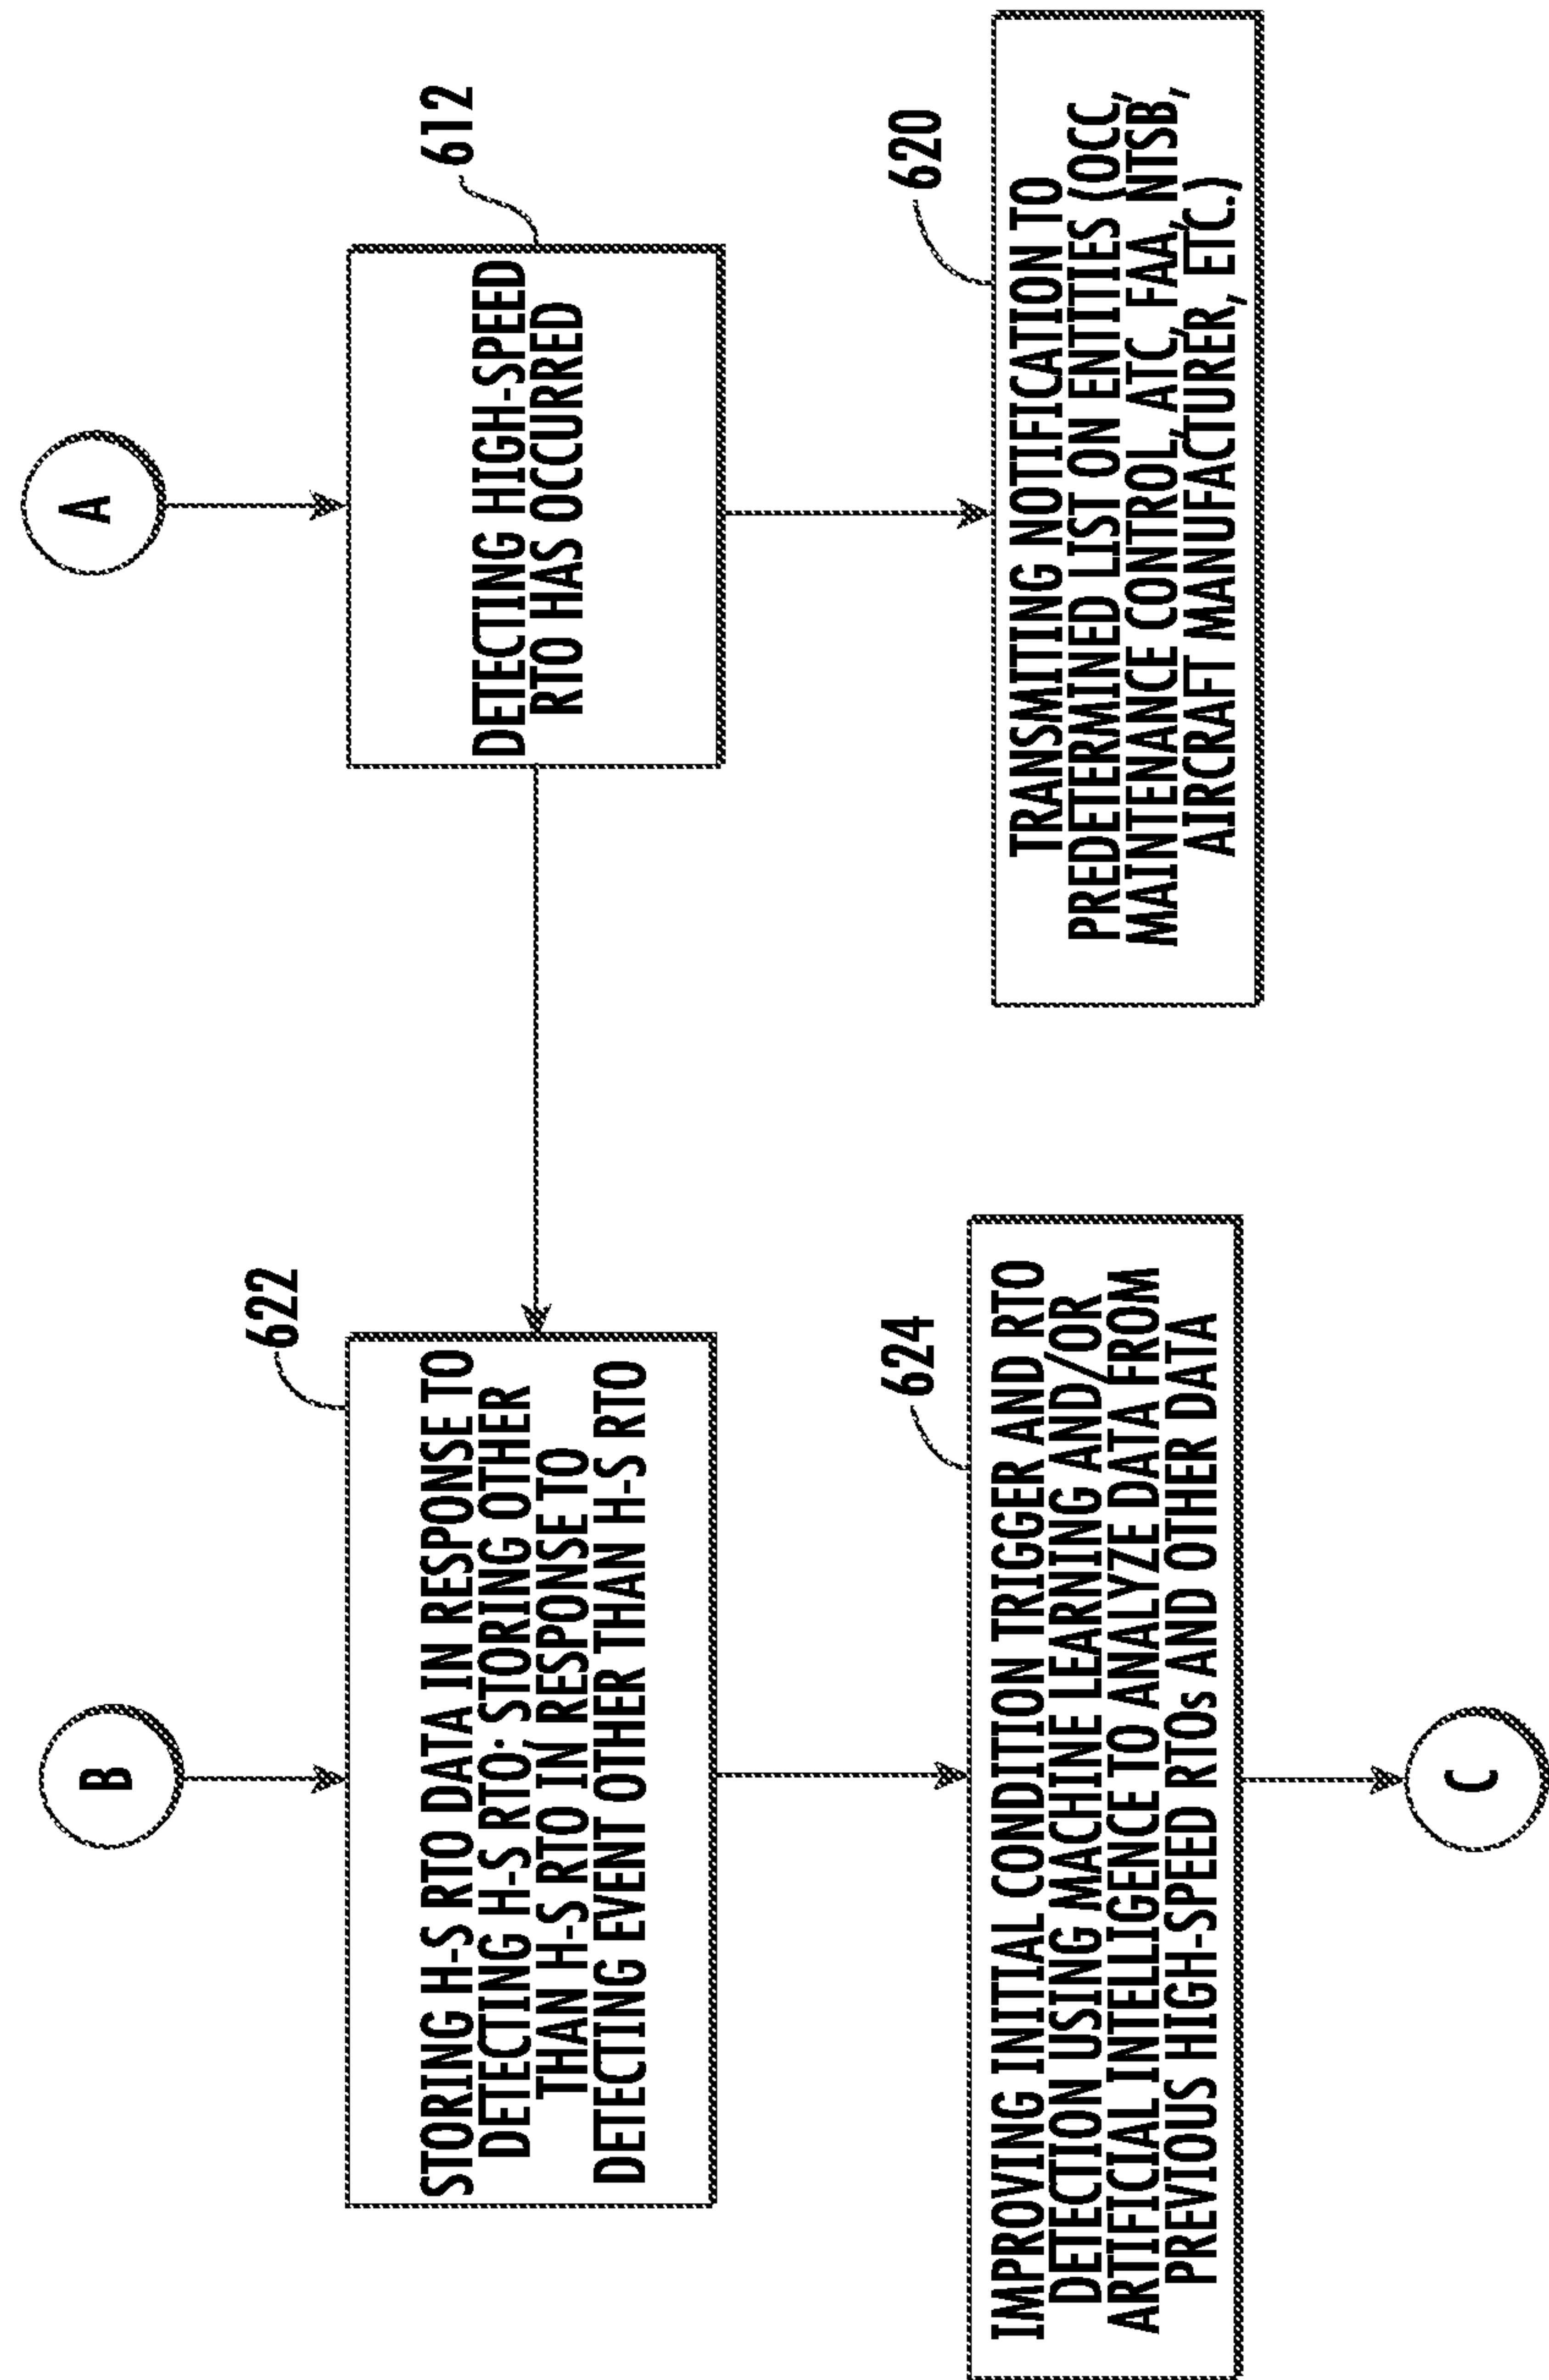 B
622
STORING H-S RTO DATA IN RESPONSE TO
DETECTING H-S RTO; STORING OTHER
THAN H-S RTO IN RESPONSE TO
DETECTING EVENT OTHER THAN H-S RTO
A
612
DETECTING HIGH-SPEED
RTO HAS OCCURRED
624
IMPROVING INITIAL CONDITION TRIGGER AND RTO
DETECTION USING MACHINE LEARNING AND/OR
ARTIFICIAL INTELLIGENCE TO ANALYZE DATA FROM
PREVIOUS HIGH-SPEED RTOs AND OTHER DATA
620
TRANSMITING NOTIFICATION TO
PREDETERMINED LIST ON ENTITIES (OCC,
MAINTENANCE CONTROL, ATC, FAA, NTSB,
AIRCRAFT MANUFACTURER, ETC.)
C